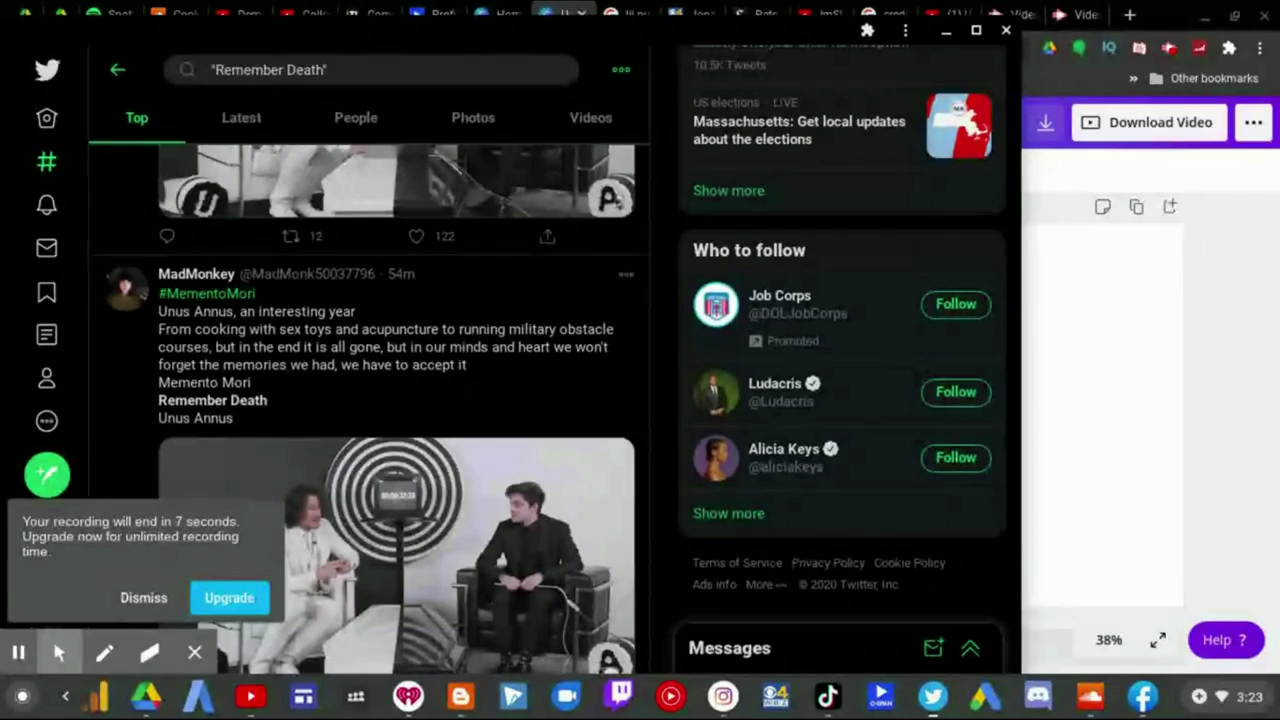 "Remember Death"
Top
Latest
People
Photos
Videos
12
122
MadMonkey @MadMonk50037796 · 54m
#MementoMori
Unus Annus, an interesting year
From cooking with sex toys and acupuncture to running military obstacle
courses, but in the end it is all gone, but in our minds and heart we won't
forget the memories we had, we have to accept it
Memento Mori
Remember Death
Unus Annus
10.5K Tweets
US elections · LIVE
Massachusetts: Get local updates
about the elections
Show more
Who to follow
Job Corps
@DOLJobCorps
Promoted
Follow
Ludacris
@Ludacris
Follow
Alicia Keys
@aliciakeys
Follow
Show more
Terms of Service Privacy Policy Cookie Policy
Ads info More © 2020 Twitter, Inc
Messages
Other bookmarks
Download Video
38%
Help ?
Your recording will end in 7 seconds.
Upgrade now for unlimited recording
time.
Dismiss
Upgrade
3:23